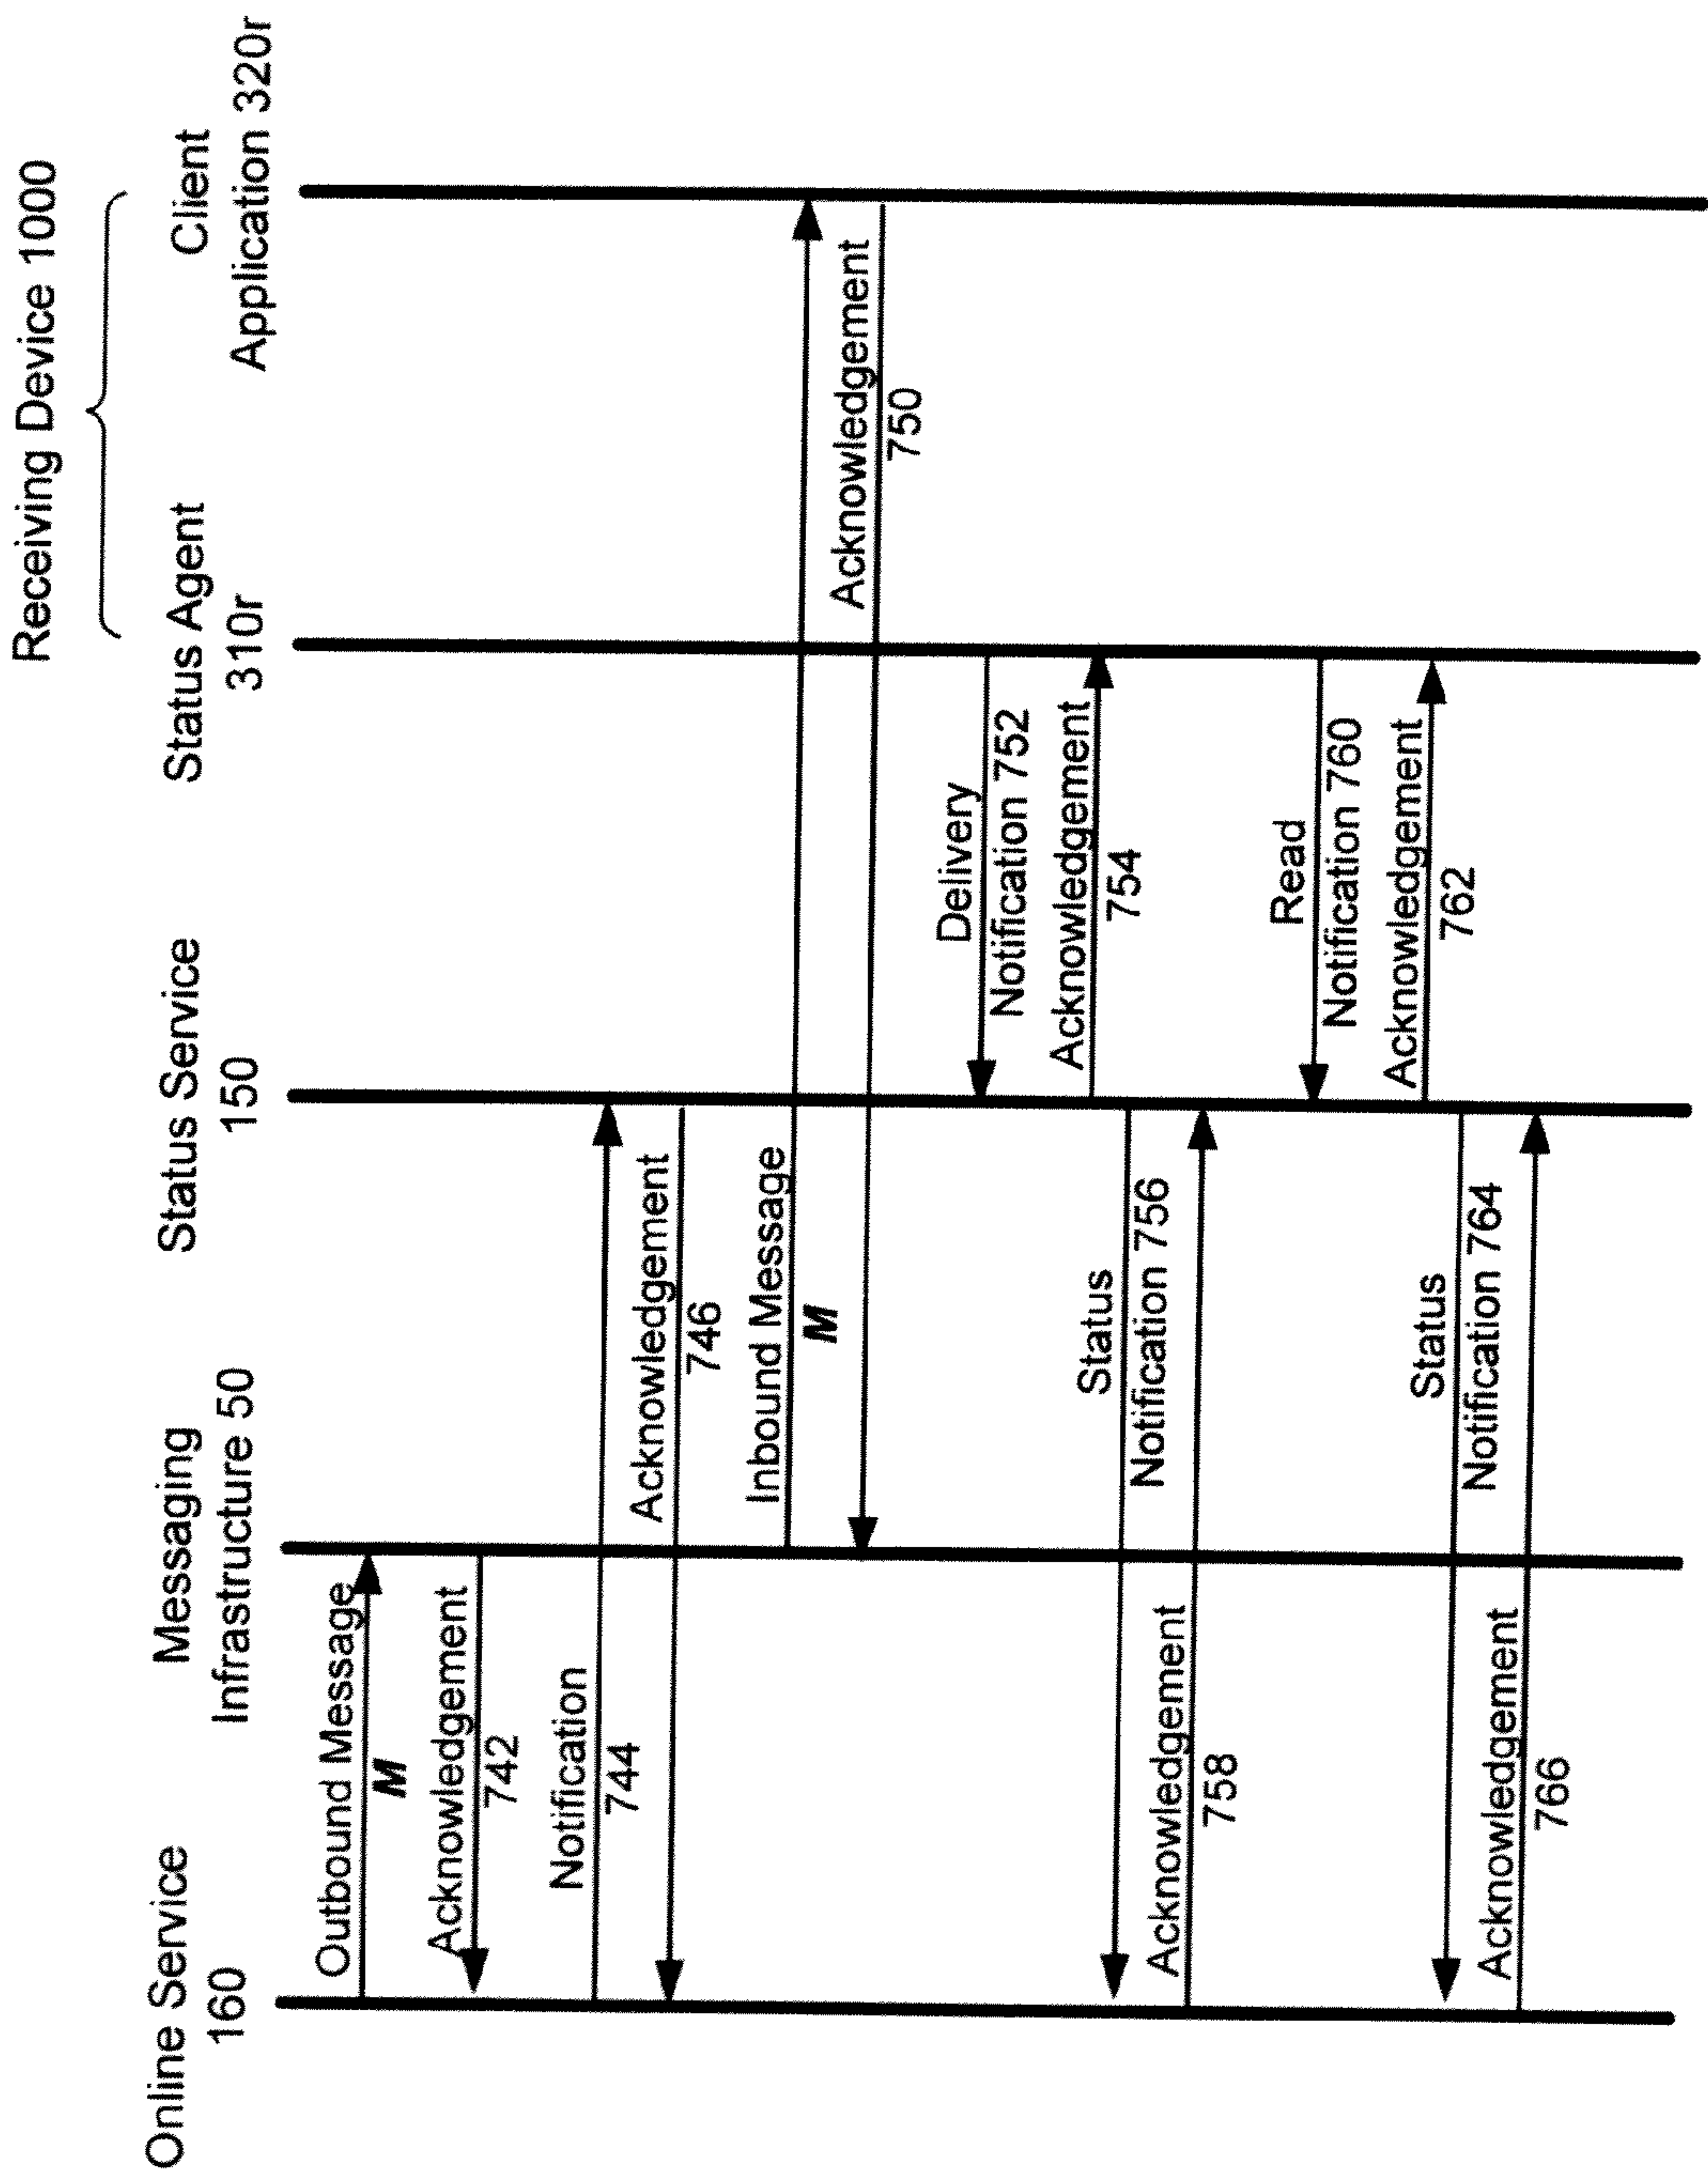 Receiving Device 1000
Online Service
160
Messaging
Infrastructure 50
Status Service
150
Status Agent
310r
Client
Application 320r
Outbound Message
M
Acknowledgement
742
Notification
744
Acknowledgement
746
Inbound Message
M
Acknowledgement
750
Delivery
Notification 752
Acknowledgement
754
Status
Notification 756
Acknowledgement
758
Read
Notification 760
Acknowledgement
762
Status
Notification 764
Acknowledgement
766